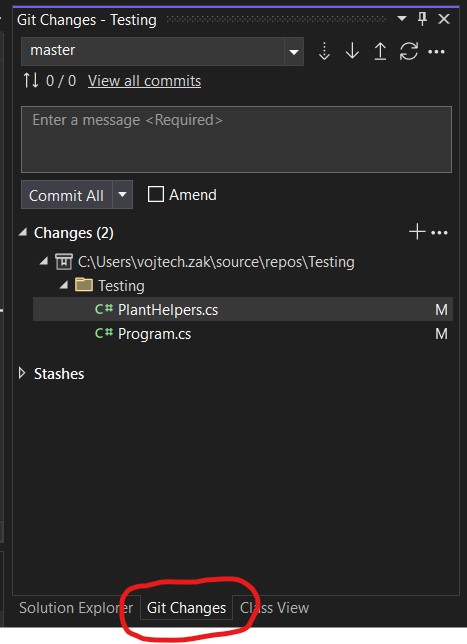 Git Changes - Testing
master
0 / 0 View all commits
Enter a message <Required>
Commit All Amend
Changes (2)
C:\Users\vojtech.zak\source\repos\Testing
Testing
C# PlantHelpers.cs M
C# Program.cs M
Stashes
Solution Explorer Git Changes Class View